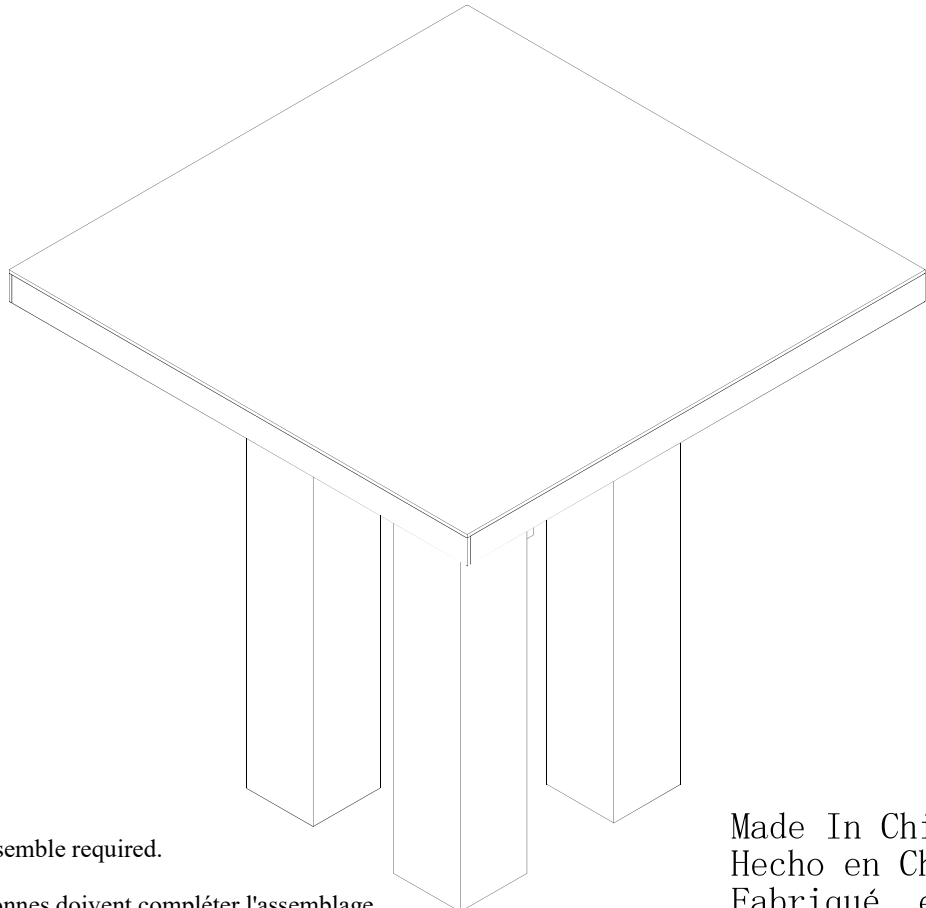 semble required.
onnes doivent compléter l'assemblage
Made In Chi
Hecho en Ch
Fabriqué e